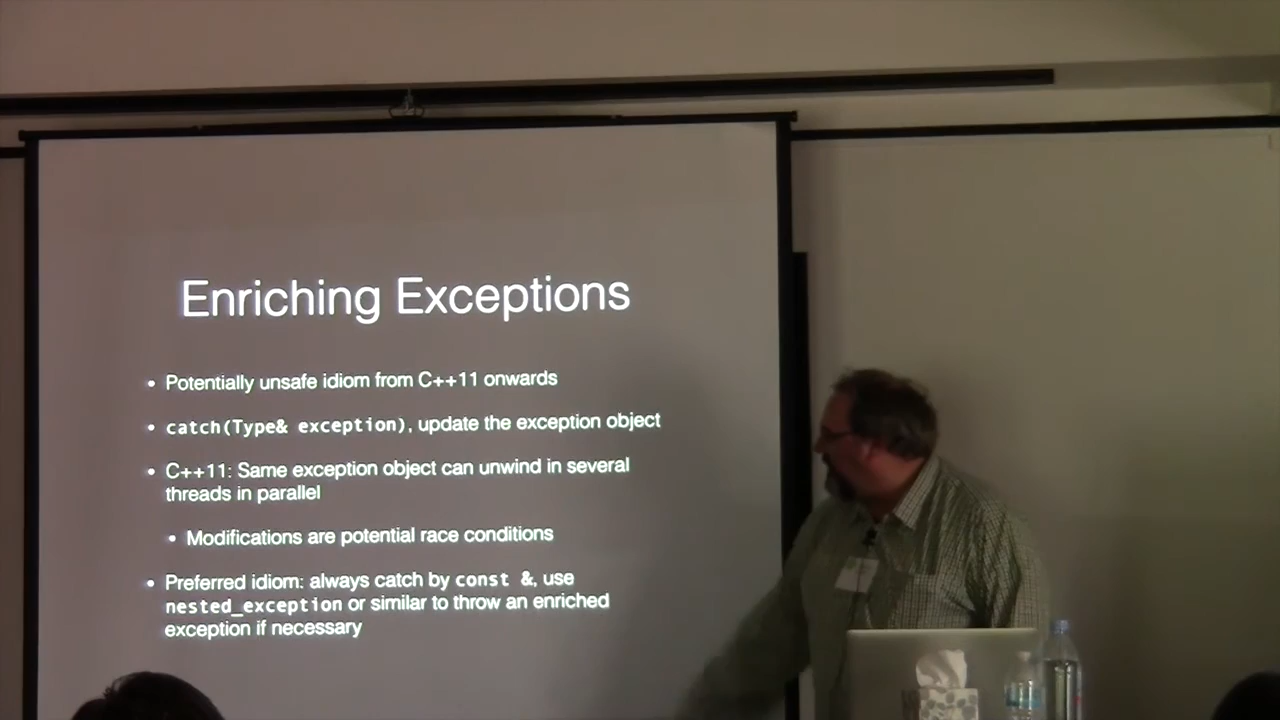 Enriching Exceptions
• Potentially unsafe idiom from C++11 onwards
• catch(Type& exception), update the exception object
• C++11: Same exception object can unwind in several
threads in parallel
• Modifications are potential race conditions
• Preferred idiom: always catch by const &, use
nested_exception or similar to throw an enriched
exception if necessary